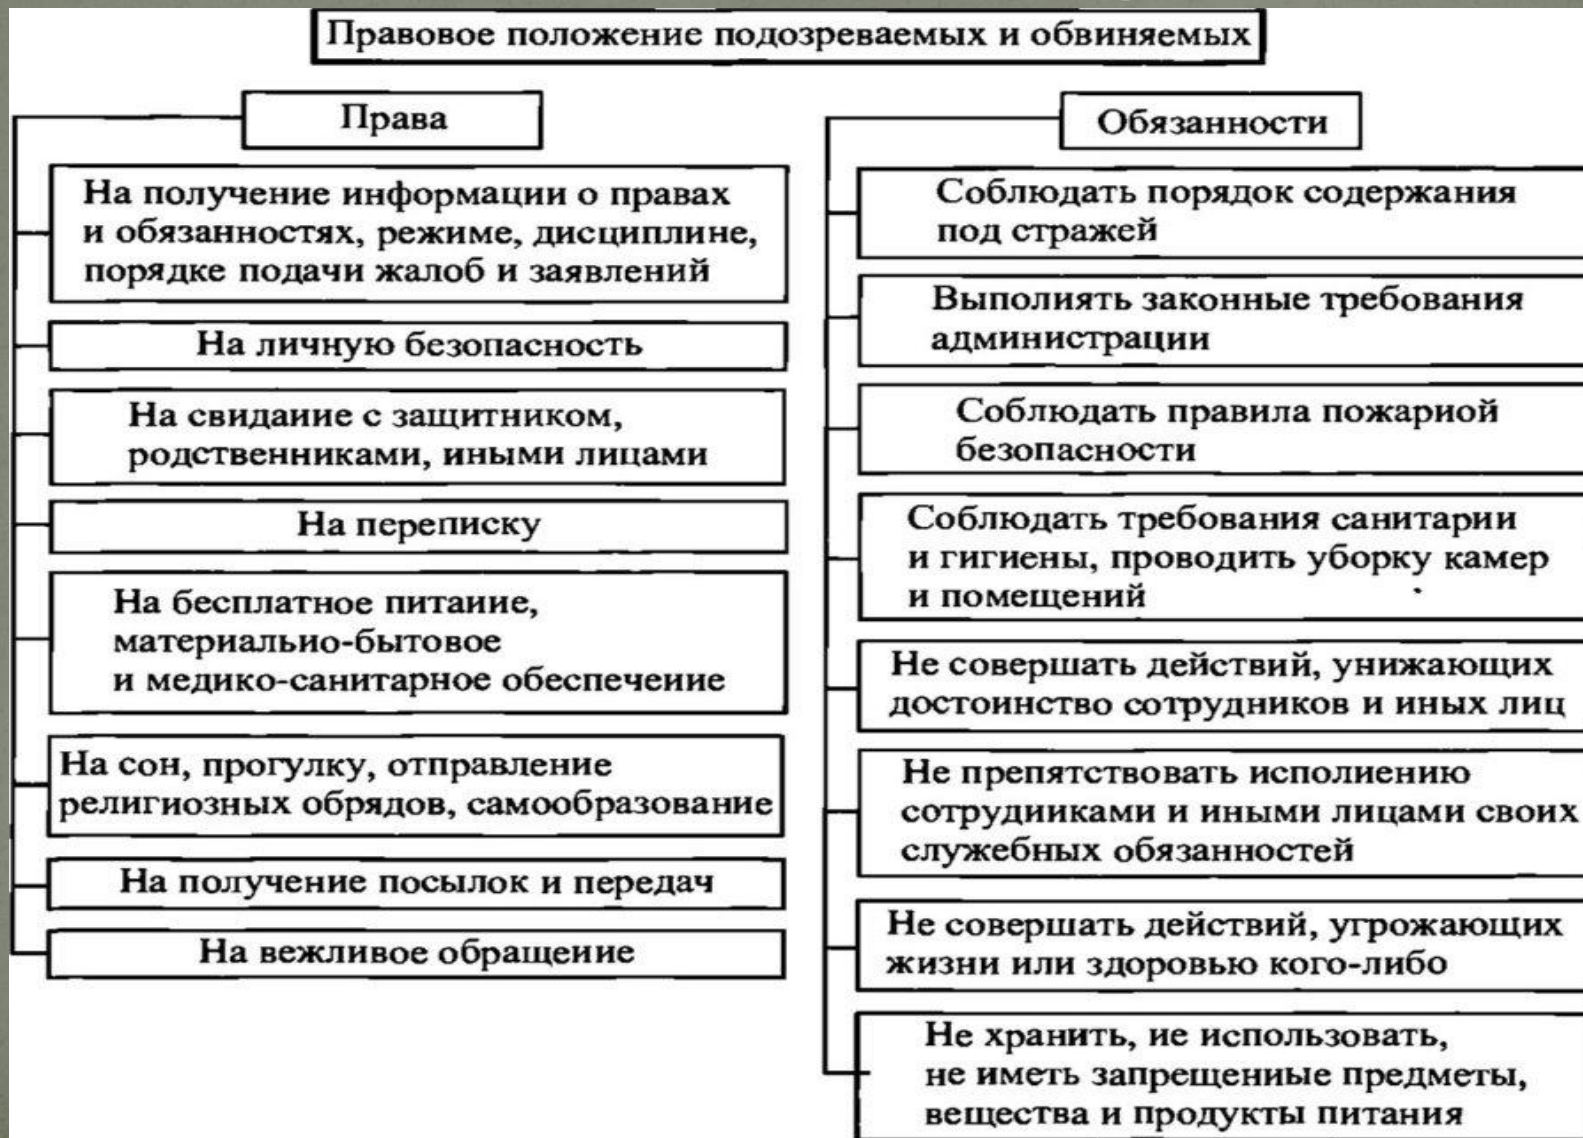 Правовое положение подозреваемых и обвиняемых
Права
На получение информации о правах
и обязанностях, режиме, дисциплине,
порядке подачи жалоб и заявлений
На личную безопасность
На свидаиие с защитником,
родственниками, иными лицами
На переписку
На бесплатное питаиие,
материальио-бытовое
и медико-санитарное обеспечеиие
На сон, прогулку, отправление
религиозных обрядов, самообразование
На получение посылок и передач
На вежливое обращеиие
Обязанности
Соблюдать порядок содержания
под стражей
Выполиять законные требования
администрации
Соблюдать правила пожариой
безопасности
Соблюдать требования санитарии
и гигиены, проводить уборку камер
и помещений
Не совершать действий, унижающих
достоинство сотрудников и иных лиц
Не препятствовать исполиению
сотрудииками и иными лицами своих
служебных обязанностей
Не совершать действий, угрожающих
жизни или здоровью кого-либо
Не хранить, ие использовать,
не иметь запрещенные предметы,
вещества и продукты питания